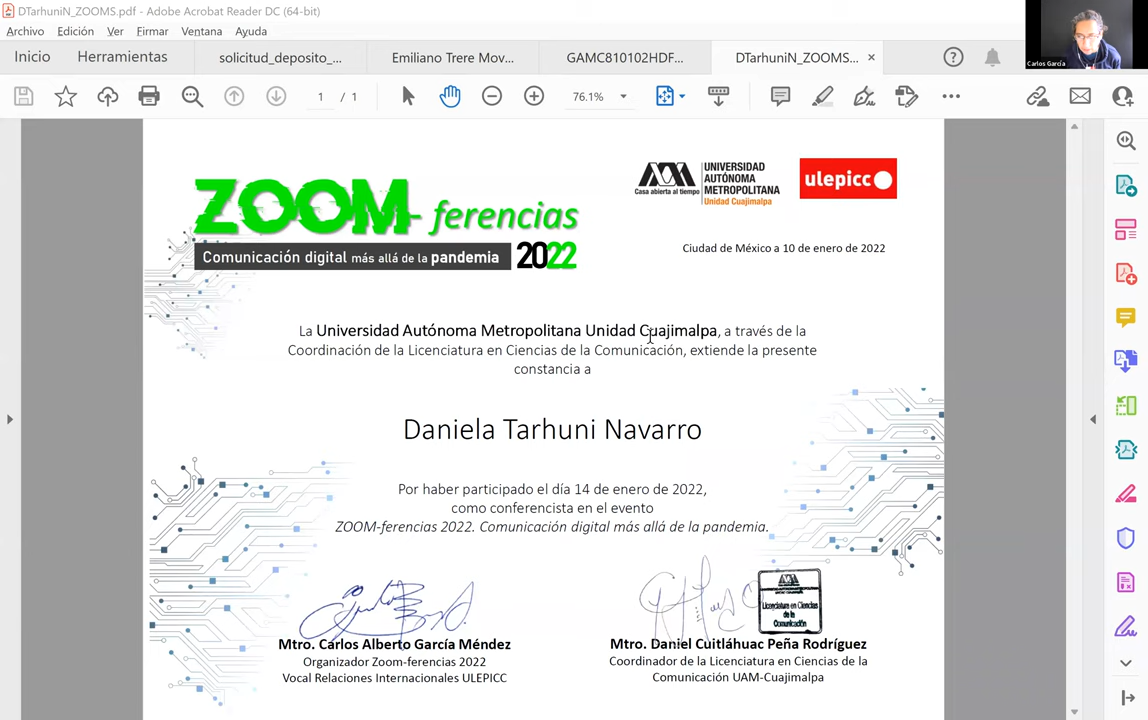 DTarhuniN_ZOOMS.pdf - Adobe Acrobat Reader DC (64-bit)
Archivo Edición Ver Firmar Ventana Ayuda
Inicio Herramientas solicitud_deposito_... Emiliano Trere Mov... GAMC810102HDF... DTarhuniN_ZOOMS... ×
Carlos García
1 / 1 76.1%
ZOOM- ferencias
Comunicación digital más allá de la pandemia 2022
Casa abierta al tiempo
UNIVERSIDAD
AUTÓNOMA
METROPOLITANA
Unidad Cuajimalpa
ulepicc
Ciudad de México a 10 de enero de 2022
La Universidad Autónoma Metropolitana Unidad Cuajimalpa, a través de la
Coordinación de la Licenciatura en Ciencias de la Comunicación, extiende la presente
constancia a
Daniela Tarhuni Navarro
Por haber participado el día 14 de enero de 2022,
como conferencista en el evento
ZOOM-ferencias 2022. Comunicación digital más allá de la pandemia.
Licenciatura en Ciencias
de la
Comunicación
Mtro. Carlos Alberto García Méndez
Organizador Zoom-ferencias 2022
Vocal Relaciones Internacionales ULEPICC
Mtro. Daniel Cuitláhuac Peña Rodríguez
Coordinador de la Licenciatura en Ciencias de la
Comunicación UAM-Cuajimalpa